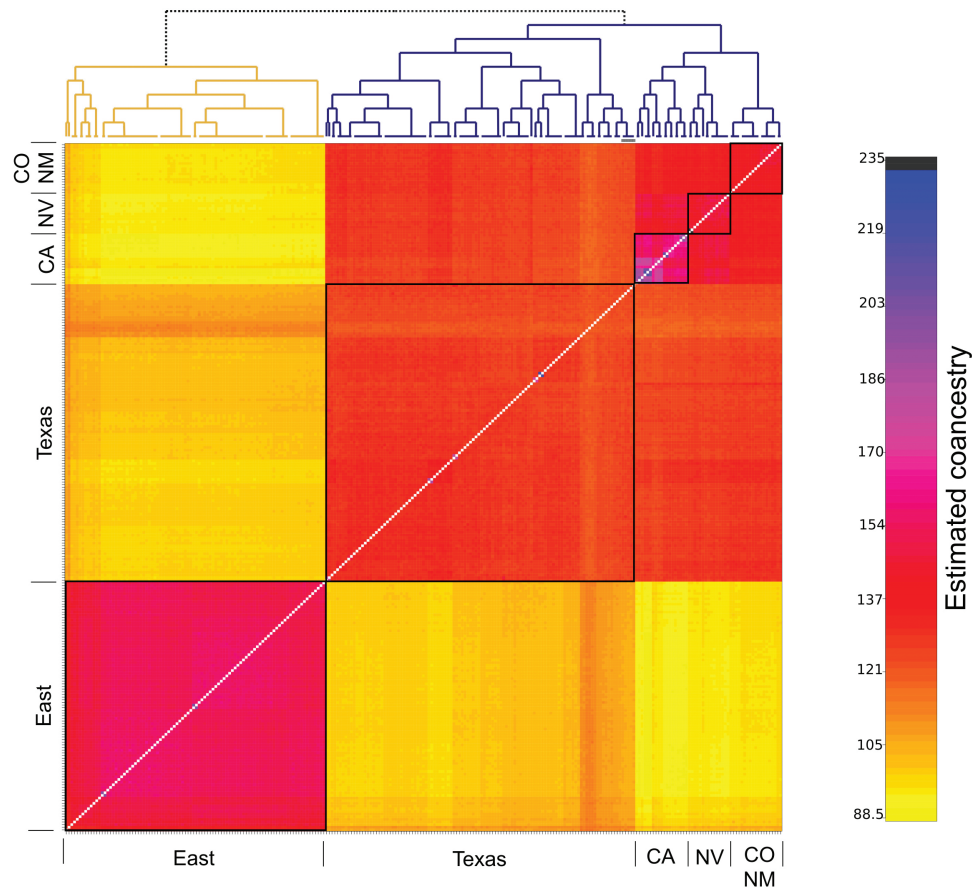 CO
NM
NV
CA
Texas
East
East
Texas
CA
NV
CO
NM
235
219
203
186
170
154
137
121
105
88.5
Estimated coancestry